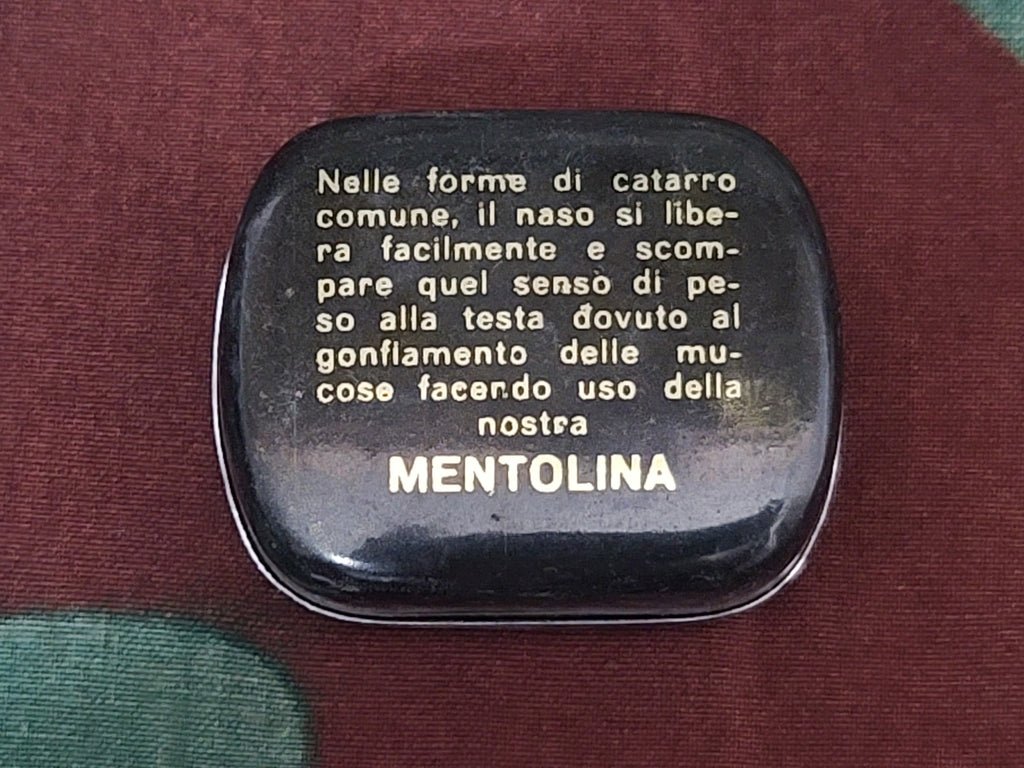 Nelle forme di catarro
comune, il naso si libe-
ra facilmente e scom-
pare quel senso di pe-
so alla testa dovuto al
gonfiamento delle mu-
cose facendo uso della
nostra
MENTOLINA